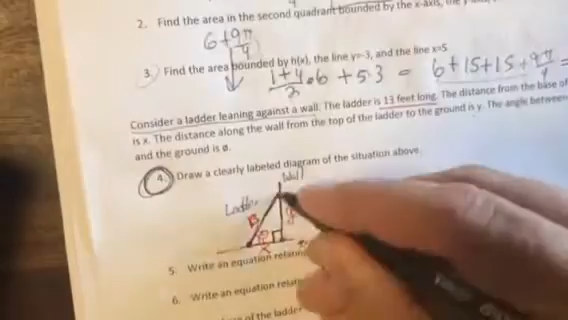 2. Find the area in the second quadrant bounded by the x-axis, the
6+9π/4
3. Find the area bounded by h(x), the line y=-3, and the line x=5.
1+4/2 • 6 + 5·3 = 6+15+15+9π/4 =
Consider a ladder leaning against a wall. The ladder is 13 feet long. The distance from the base of
is x. The distance along the wall from the top of the ladder to the ground is y. The angle between
and the ground is ø.
4. Draw a clearly labeled diagram of the situation above.
Wall
Ladder
13
y
x
5. Write an equation
6. Write an equation
of the ladder